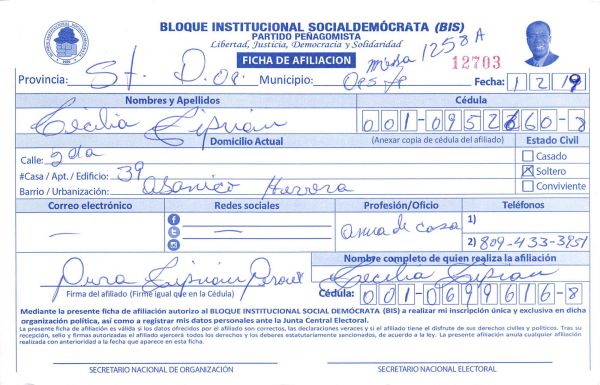 BLOQUE INSTITUCIONAL SOCIALDEMÓCRATA (BIS)
PARTIDO PEÑAGOMISTA
Libertad, Justicia, Democracia y Solidaridad
FICHA DE AFILIACION
mesa 1258 A
12703
Provincia: St. D. Oe. Municipio: Oeste Fecha: 1 2 19
Nombres y Apellidos Cédula
Cecilia Ciprian 001-0952 60-
Domicilio Actual (Anexar copia de cédula del afiliado) Estado Civil
Calle: 2da Casado
#Casa / Apt. / Edificio: 39 Soltero
Barrio / Urbanización: Abanico Herrera Conviviente
Correo electrónico Redes sociales Profesión/Oficio Teléfonos
— — ama de casa 1)
2) 809-433-3951
Nombre completo de quien realiza la afiliación
Pura Ciprian Cecilia Ciprian
Firma del afiliado (Firme igual que en la Cédula) Cédula: 001-0699616-8
Mediante la presente ficha de afiliación autorizo al BLOQUE INSTITUCIONAL SOCIAL DEMÓCRATA (BIS) a realizar mi inscripción única y exclusiva en dicha
organización política, así como a registrar mis datos personales ante la Junta Central Electoral.
La presente ficha de afiliación es válida si los datos ofrecidos por el afiliado son correctos, las declaraciones veraces y si el afiliado tiene el disfrute de sus derechos civiles y políticos. Tras su
recepción, sello y firmas autorizadas el afiliado ejercerá todos los derechos y los deberes estatutariamente sancionados, de acuerdo a la ley. La presente afiliación anula cualquier afiliación
realizada con anterioridad a la fecha que aparece en esta ficha.
SECRETARIO NACIONAL DE ORGANIZACIÓN SECRETARIO NACIONAL ELECTORAL